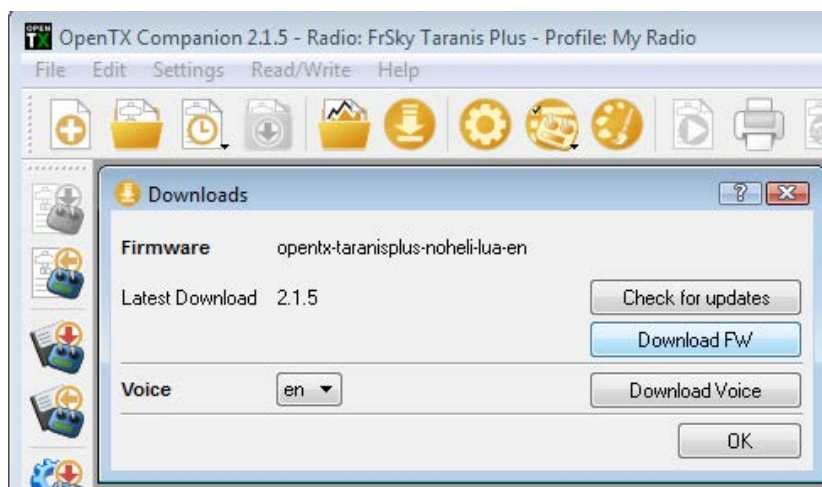 OPEN TX OpenTX Companion 2.1.5 - Radio: FrSky Taranis Plus - Profile: My Radio
File Edit Settings Read/Write Help
Downloads ?
Firmware opentx-taranisplus-noheli-lua-en
Latest Download 2.1.5 Check for updates
Download FW
Voice en Download Voice
OK